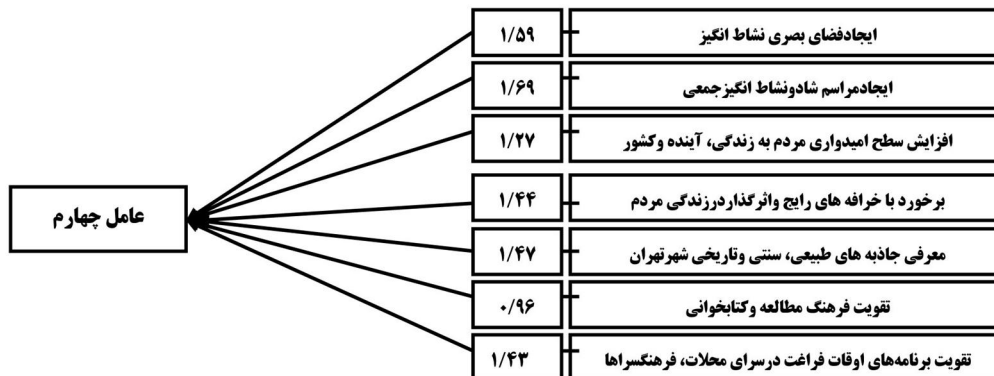 ایجادفضای بصری نشاط انگیز
۱/۵۹
ایجادمراسم شادونشاط انگیزجمعی
۱/۶۹
افزایش سطح امیدواری مردم به زندگی، آینده وکشور
۱/۲۷
برخورد با خرافه های رایج واثرگذاردرزندگی مردم
۱/۴۴
معرفی جاذبه های طبیعی، سنتی وتاریخی شهرتهران
۱/۴۷
تقویت فرهنگ مطالعه وکتابخوانی
۰/۹۶
تقویت برنامه‌های اوقات فراغت درسرای محلات، فرهنگسراها
۱/۴۳
عامل چهارم